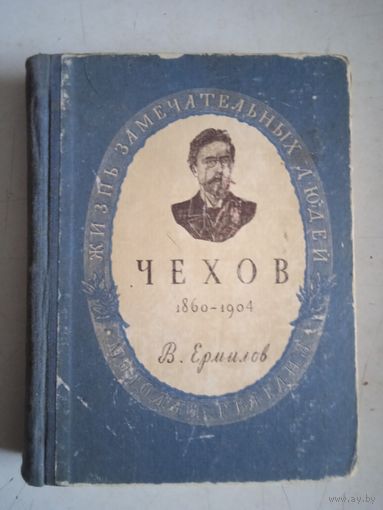 ЖИЗНЬ ЗАМЕЧАТЕЛЬНЫХ ЛЮДЕЙ
ЧЕХОВ
1860-1904
В. Ермилов
МОЛОДАЯ ГВАРДИЯ
www.ay.by